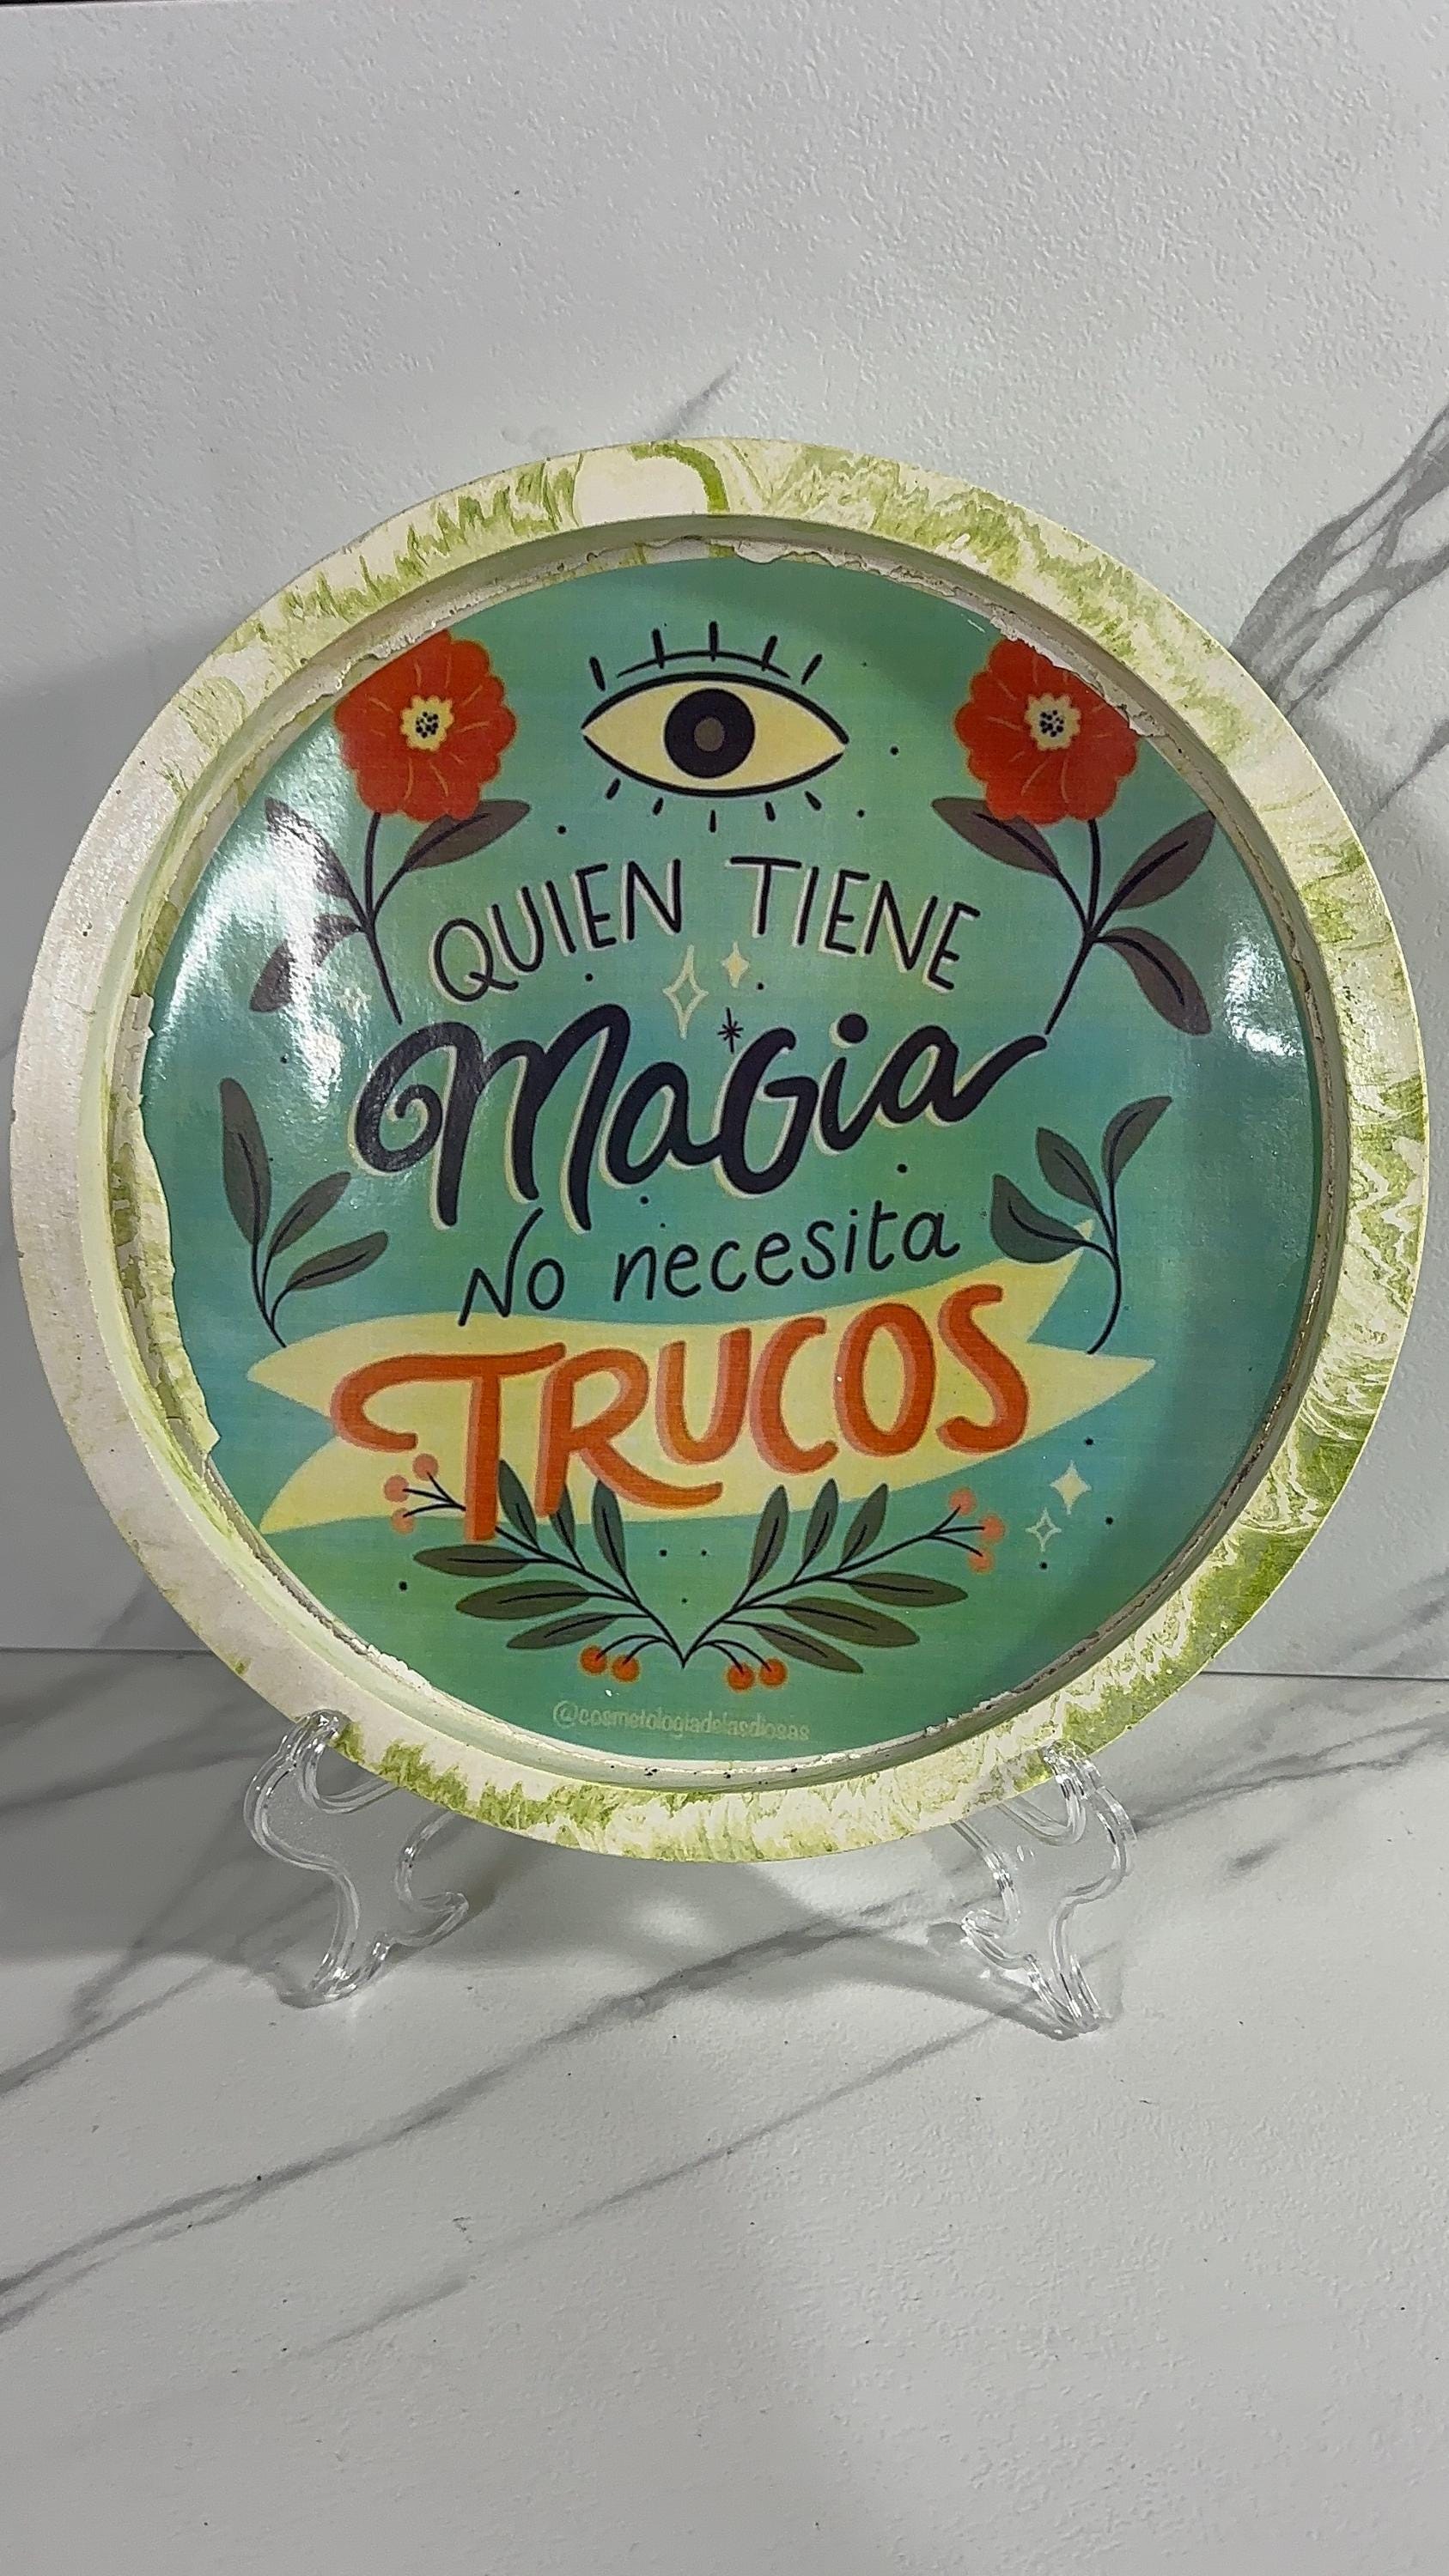 QUIEN TIENE
MaGia
No necesita
TRUCOS
@cosmetologiadelasdiosas